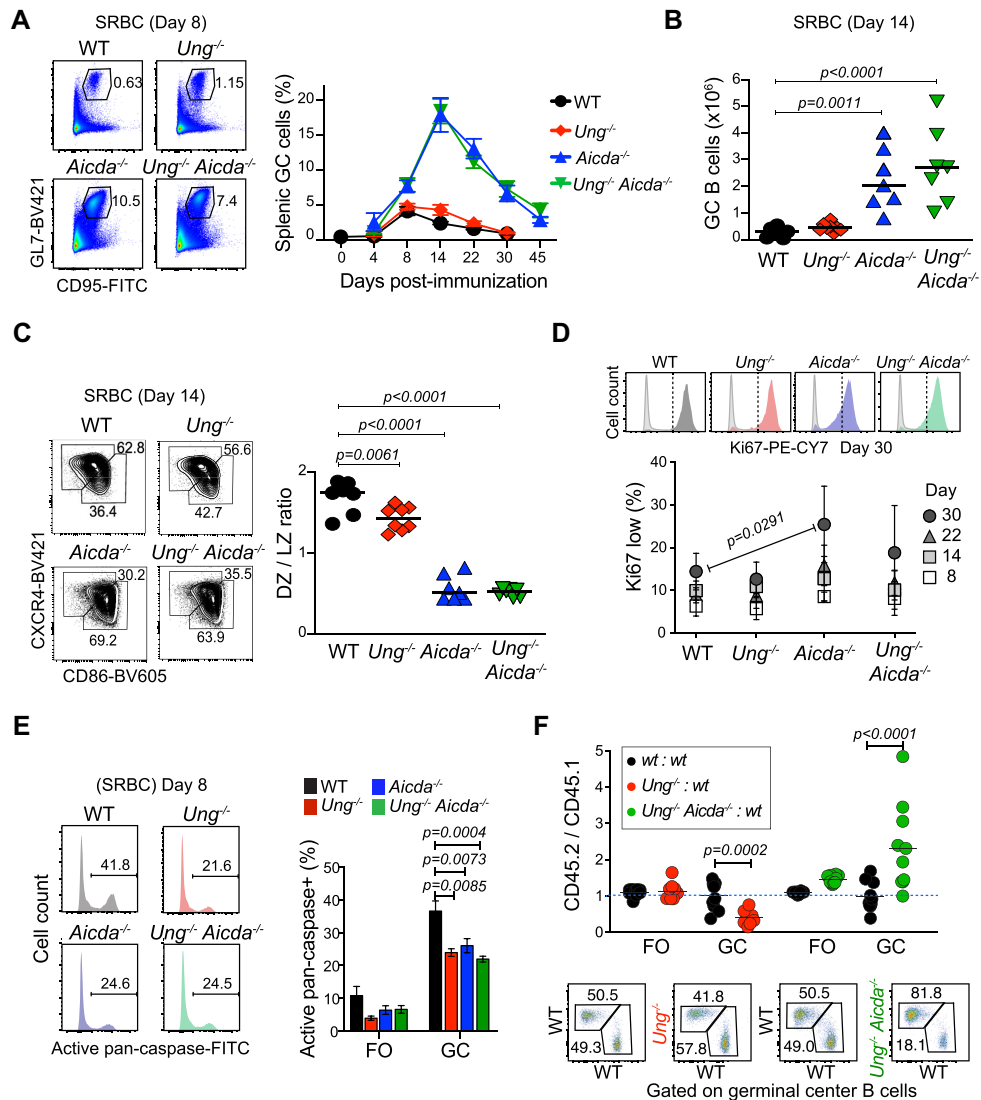 A
SRBC (Day 8)
WT
Ung-/-
0.63
1.15
Aicda-/-
Ung-/- Aicda-/-
10.5
7.4
GL7-BV421
CD95-FITC
Splenic GC cells (%)
20
15
10
5
0
0 4 8 14 22 30 45
Days post-immunization
WT
Ung-/-
Aicda-/-
Ung-/- Aicda-/-
B
SRBC (Day 14)
p<0.0001
p=0.0011
GC B cells (x10⁶)
6
5
4
3
2
1
0
WT
Ung-/-
Aicda-/-
Ung-/-
Aicda-/-
C
SRBC (Day 14)
WT
Ung-/-
62.8
56.6
36.4
42.7
Aicda-/-
Ung-/- Aicda-/-
30.2
35.5
69.2
63.9
CXCR4-BV421
CD86-BV605
p<0.0001
p<0.0001
p=0.0061
DZ / LZ ratio
2
1
0
WT
Ung-/-
Aicda-/-
Ung-/-
Aicda-/-
D
WT
Ung-/-
Aicda-/-
Ung-/- Aicda-/-
Cell count
Ki67-PE-CY7 Day 30
Ki67 low (%)
40
30
20
10
0
p=0.0291
Day
30
22
14
8
WT
Ung-/-
Aicda-/-
Ung-/-
Aicda-/-
E
(SRBC) Day 8
WT
Ung-/-
41.8
21.6
Aicda-/-
Ung-/- Aicda-/-
24.6
24.5
Cell count
Active pan-caspase-FITC
WT
Aicda-/-
Ung-/-
Ung-/- Aicda-/-
p=0.0004
p=0.0073
p=0.0085
Active pan-caspase+ (%)
50
40
30
20
10
0
FO
GC
F
p<0.0001
wt : wt
Ung-/- : wt
Ung-/- Aicda-/- : wt
p=0.0002
CD45.2 / CD45.1
5
4
3
2
1
0
FO
GC
FO
GC
WT
50.5
49.3
WT
Ung-/-
41.8
57.8
WT
WT
50.5
49.0
WT
Ung-/- Aicda-/-
81.8
18.1
WT
Gated on germinal center B cells